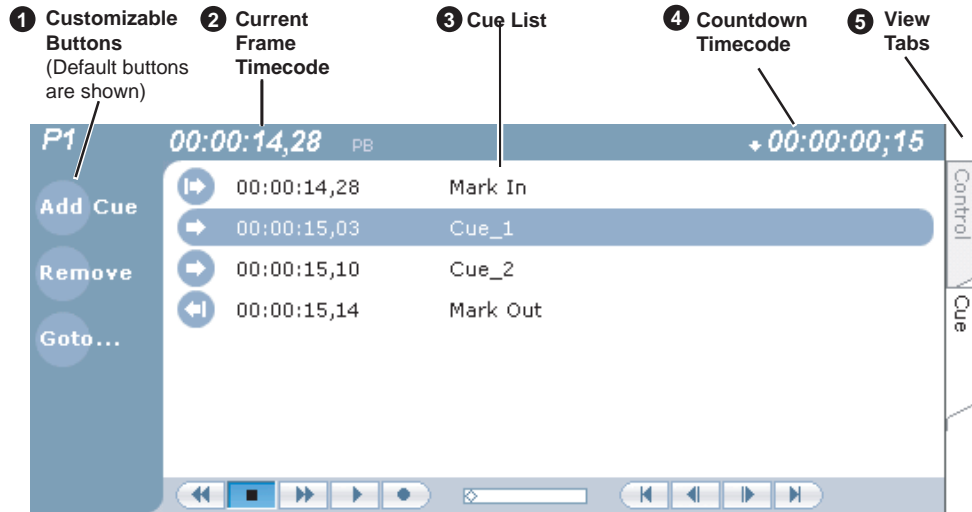 1 Customizable Buttons (Default buttons are shown)
2 Current Frame Timecode
3 Cue List
4 Countdown Timecode
5 View Tabs
P1 00:00:14,28 PB 00:00:00;15
Add Cue
Remove
Goto...
00:00:14,28 Mark In
00:00:15,03 Cue_1
00:00:15,10 Cue_2
00:00:15,14 Mark Out
Control
Cue